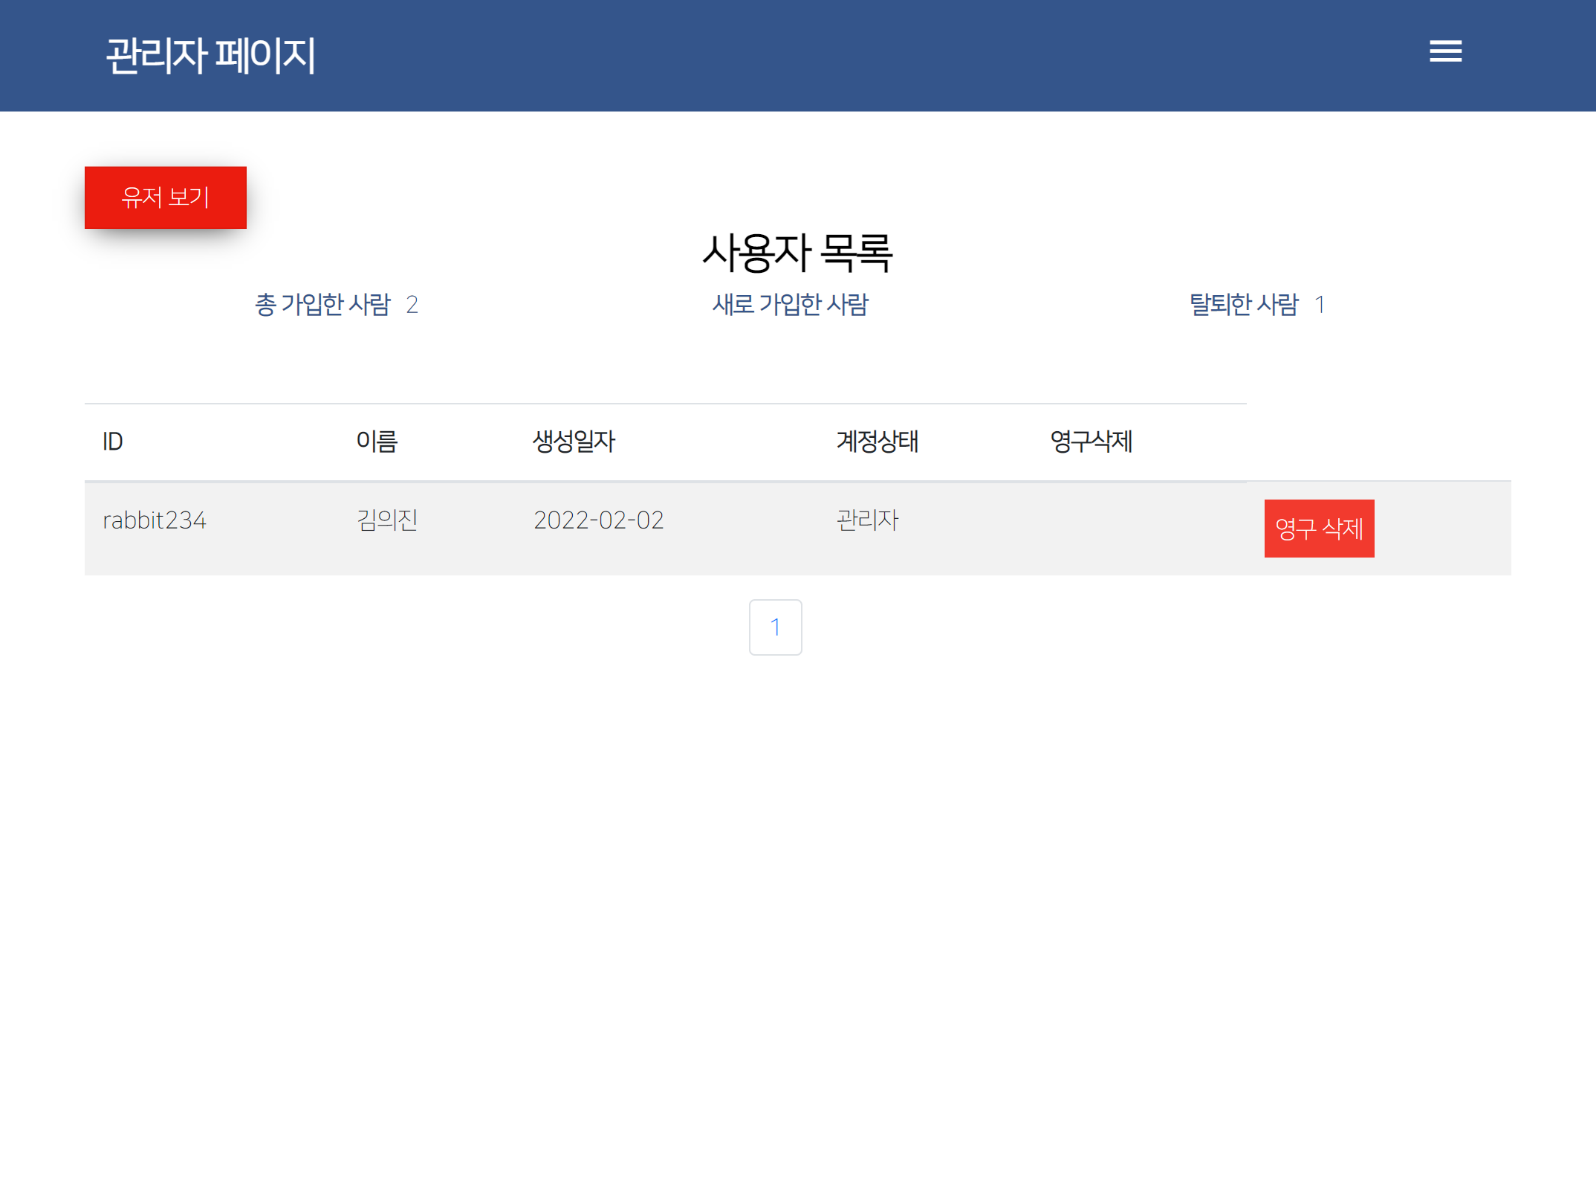 관리자 페이지
유저 보기
사용자 목록
총 가입한 사람 2 새로 가입한 사람 탈퇴한 사람 1
ID 이름 생성일자 계정상태 영구삭제
rabbit234 김의진 2022-02-02 관리자 영구 삭제
1